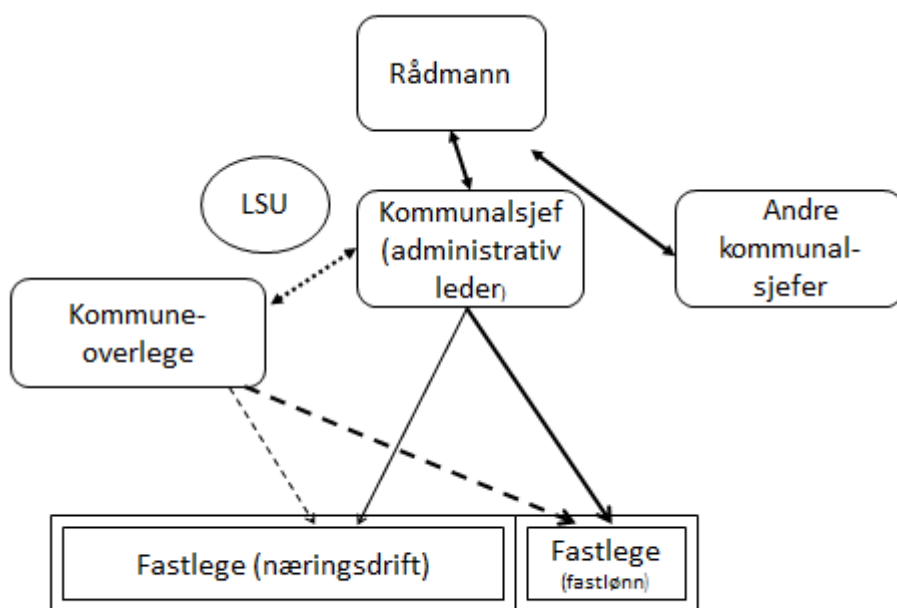 Rådmann
LSU
Kommunalsjef
(administrativ
leder)
Andre
kommunal-
sjefer
Kommune-
overlege
Fastlege (næringsdrift)
Fastlege
(fastlønn)